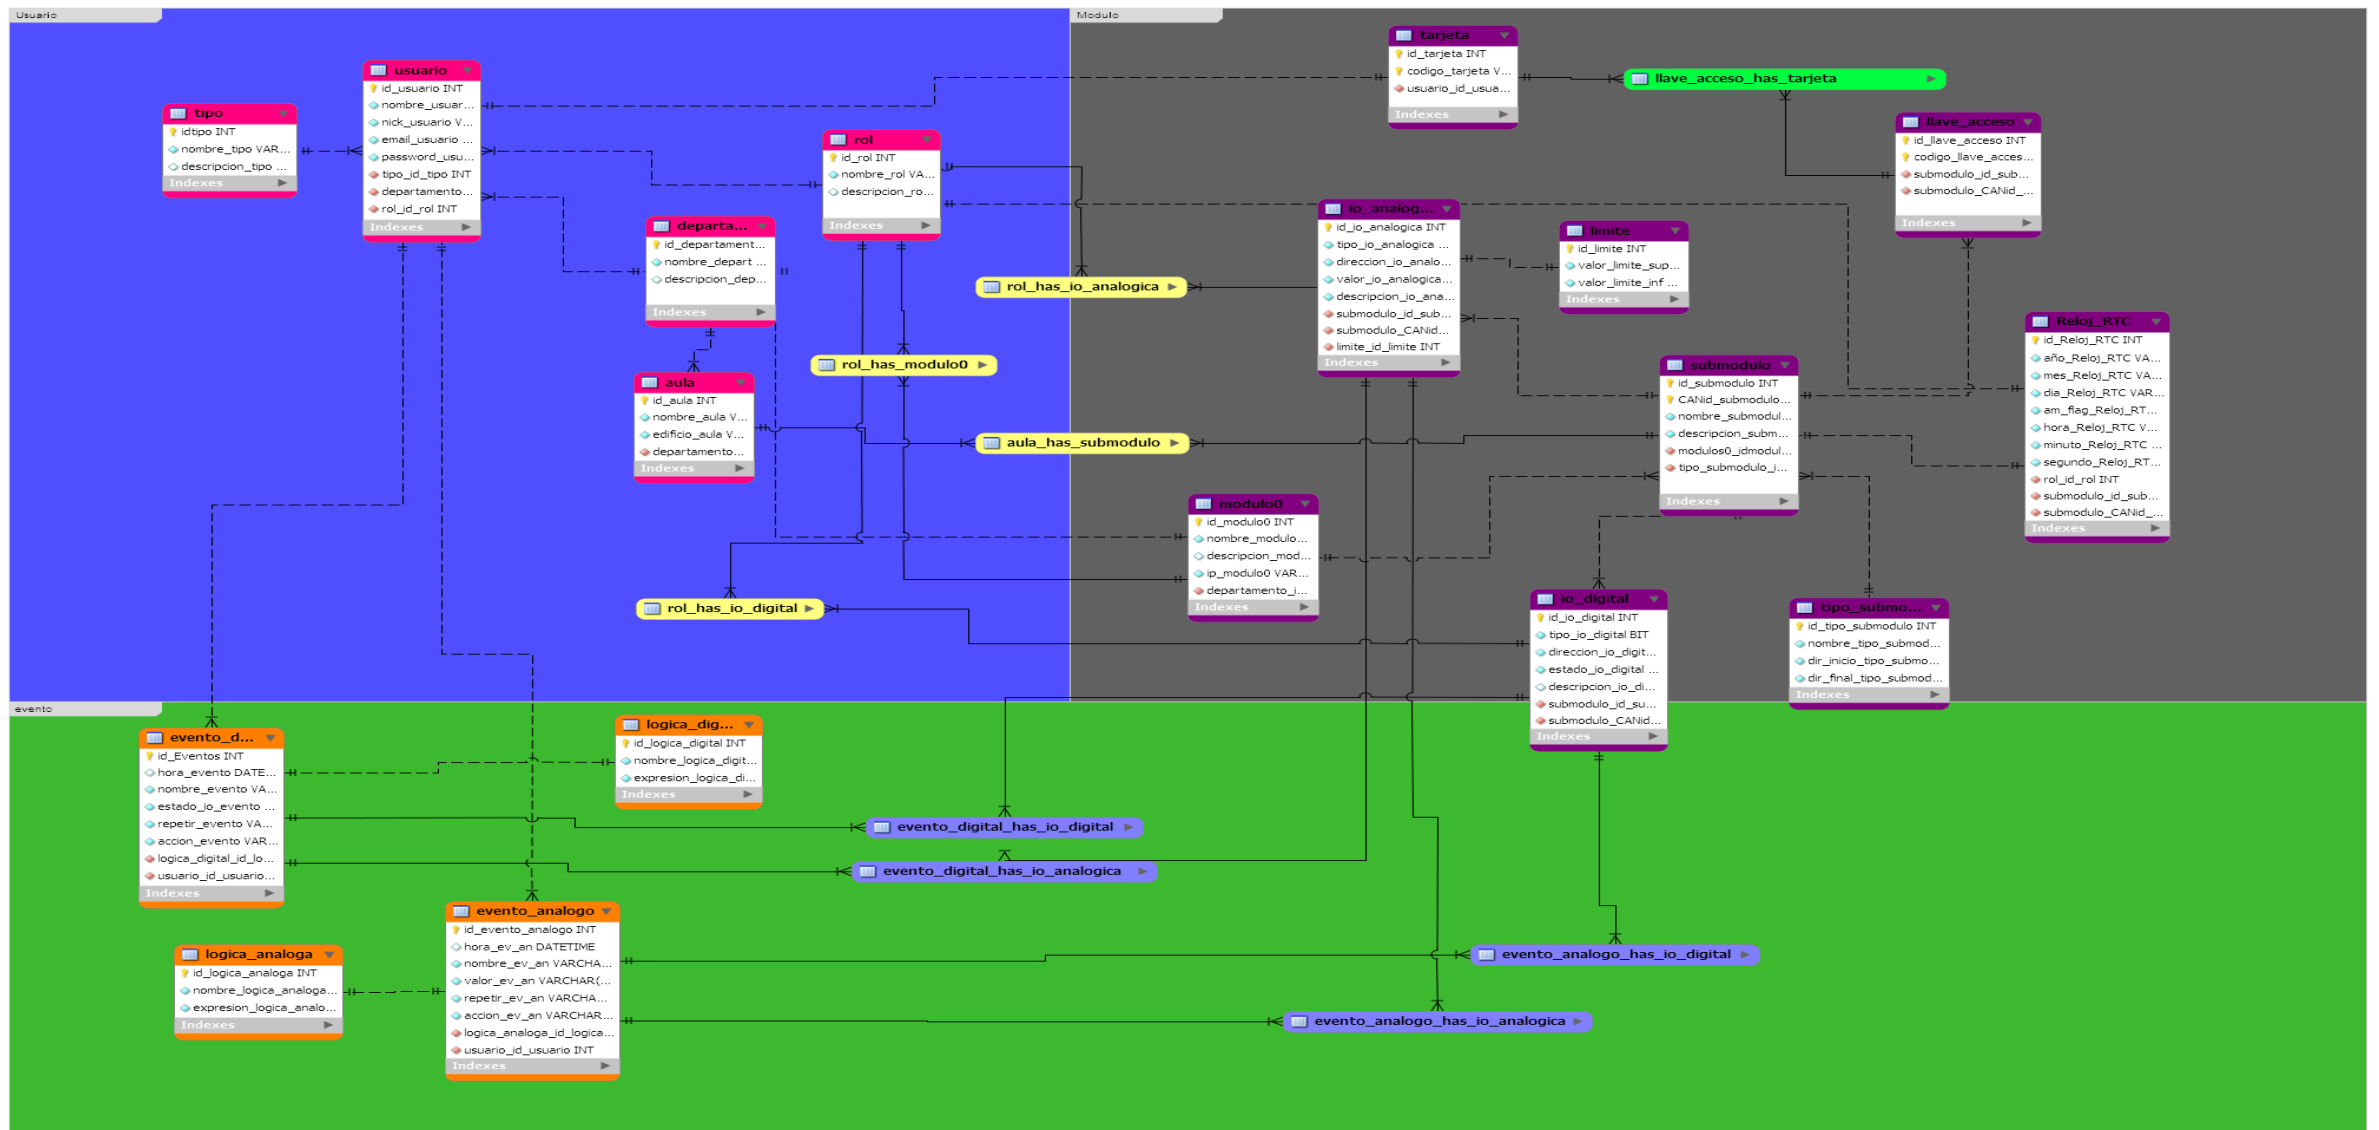 Usuario
usuario
id_usuario INT
nombre_usuar...
nick_usuario V...
email_usuario ...
password_usu...
tipo_id_tipo INT
departamento...
rol_id_rol INT
Indexes
tipo
idtipo INT
nombre_tipo VAR...
descripcion_tipo ...
Indexes
rol
id_rol INT
nombre_rol VA...
descripcion_ro...
Indexes
departa...
id_departament...
nombre_depart ...
descripcion_dep...
Indexes
aula
id_aula INT
nombre_aula V...
edificio_aula V...
departamento...
Indexes
rol_has_io_analogica
rol_has_modulo0
aula_has_submodulo
rol_has_io_digital
Modulo
tarjeta
id_tarjeta INT
codigo_tarjeta V...
usuario_id_usua...
Indexes
llave_acceso_has_tarjeta
llave_acceso
id_llave_acceso INT
codigo_llave_acces...
submodulo_id_sub...
submodulo_CANid_...
Indexes
io_analog...
id_io_analogica INT
tipo_io_analogica ...
direccion_io_analo...
valor_io_analogica...
descripcion_io_ana...
submodulo_id_sub...
submodulo_CANid...
limite_id_limite INT
Indexes
limite
id_limite INT
valor_limite_sup...
valor_limite_inf ...
Indexes
Reloj_RTC
id_Reloj_RTC INT
año_Reloj_RTC VA...
mes_Reloj_RTC VA...
dia_Reloj_RTC VAR...
am_flag_Reloj_RT...
hora_Reloj_RTC V...
minuto_Reloj_RTC ...
segundo_Reloj_RT...
rol_id_rol INT
submodulo_id_sub...
submodulo_CANid_...
Indexes
submodulo
id_submodulo INT
CANid_submodulo...
nombre_submodul...
descripcion_subm...
modulos0_idmodul...
tipo_submodulo_i...
Indexes
modulo0
id_modulo0 INT
nombre_modulo...
descripcion_mod...
ip_modulo0 VAR...
departamento_i...
Indexes
io_digital
id_io_digital INT
tipo_io_digital BIT
direccion_io_digit...
estado_io_digital ...
descripcion_io_di...
submodulo_id_su...
submodulo_CANid...
Indexes
tipo_submo...
id_tipo_submodulo INT
nombre_tipo_submod...
dir_inicio_tipo_submo...
dir_final_tipo_submod...
Indexes
evento
evento_d...
id_Eventos INT
hora_evento DATE...
nombre_evento VA...
estado_io_evento ...
repetir_evento VA...
accion_evento VAR...
logica_digital_id_lo...
usuario_id_usuario...
Indexes
logica_dig...
id_logica_digital INT
nombre_logica_digit...
expresion_logica_di...
Indexes
evento_digital_has_io_digital
evento_digital_has_io_analogica
evento_analogo
id_evento_analogo INT
hora_ev_an DATETIME
nombre_ev_an VARCHA...
valor_ev_an VARCHAR(...
repetir_ev_an VARCHA...
accion_ev_an VARCHAR...
logica_analoga_id_logica...
usuario_id_usuario INT
Indexes
logica_analoga
id_logica_analoga INT
nombre_logica_analoga...
expresion_logica_analo...
Indexes
evento_analogo_has_io_digital
evento_analogo_has_io_analogica